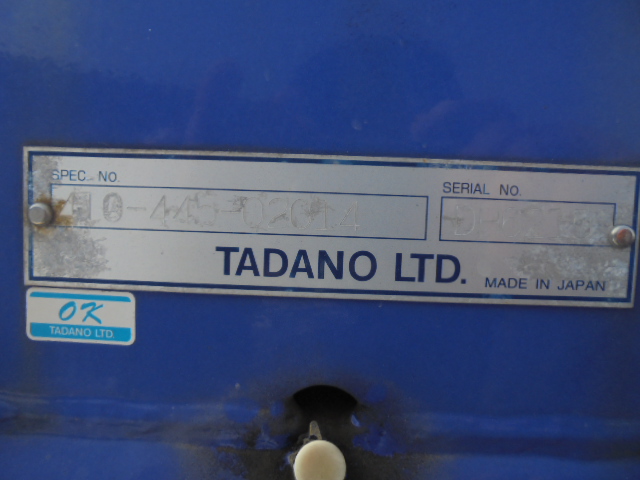 SPEC. NO.
SERIAL NO.
TADANO LTD.
MADE IN JAPAN
OK
TADANO LTD.